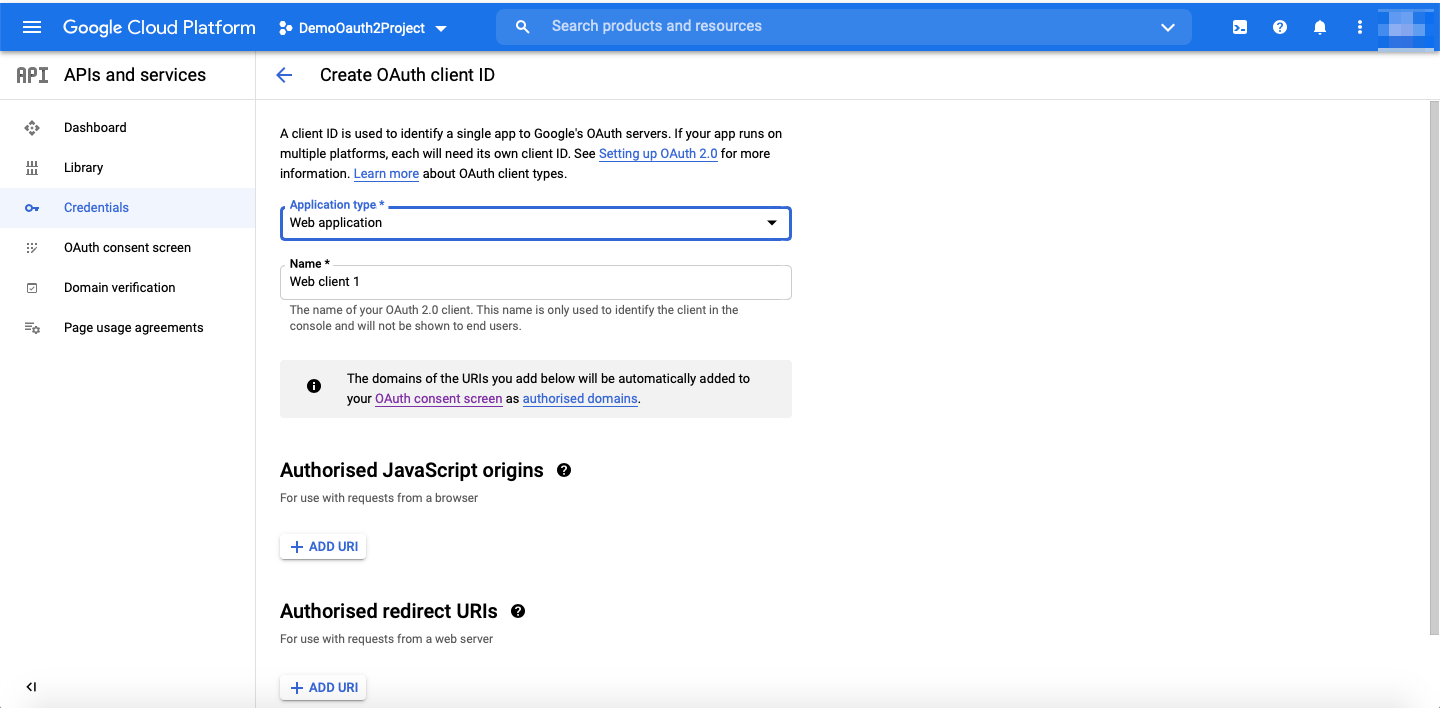 Google Cloud Platform
DemoOauth2Project
Search products and resources
API APIs and services
Create OAuth client ID
Dashboard
Library
Credentials
OAuth consent screen
Domain verification
Page usage agreements
A client ID is used to identify a single app to Google's OAuth servers. If your app runs on
multiple platforms, each will need its own client ID. See Setting up OAuth 2.0 for more
information. Learn more about OAuth client types.
Application type *
Web application
Name *
Web client 1
The name of your OAuth 2.0 client. This name is only used to identify the client in the
console and will not be shown to end users.
The domains of the URIs you add below will be automatically added to
your OAuth consent screen as authorised domains.
Authorised JavaScript origins
For use with requests from a browser
ADD URI
Authorised redirect URIs
For use with requests from a web server
ADD URI